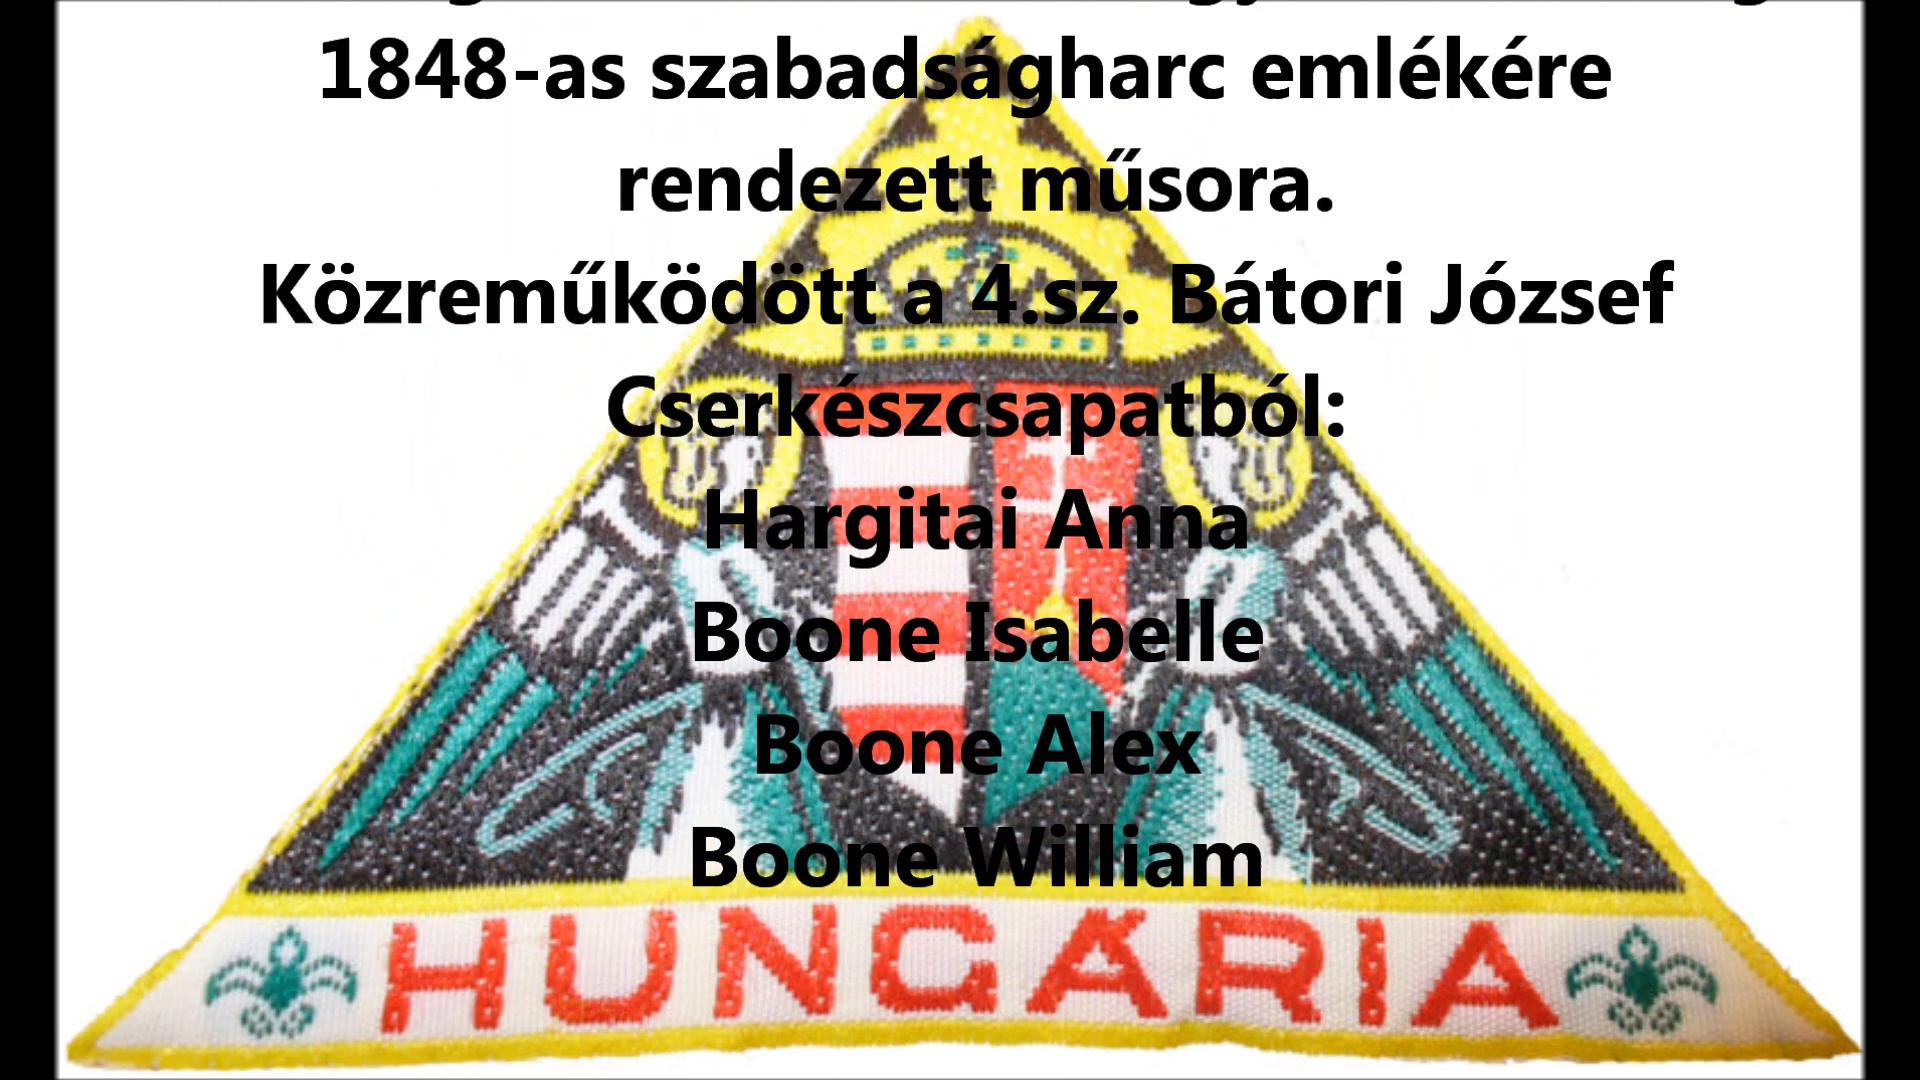 1848-as szabadságharc emlékére
rendezett műsora.
Közreműködött a 4.sz. Bátori József
Cserkészcsapatból:
Hargitai Anna
Boone Isabelle
Boone Alex
Boone William
HUNGÁRIA